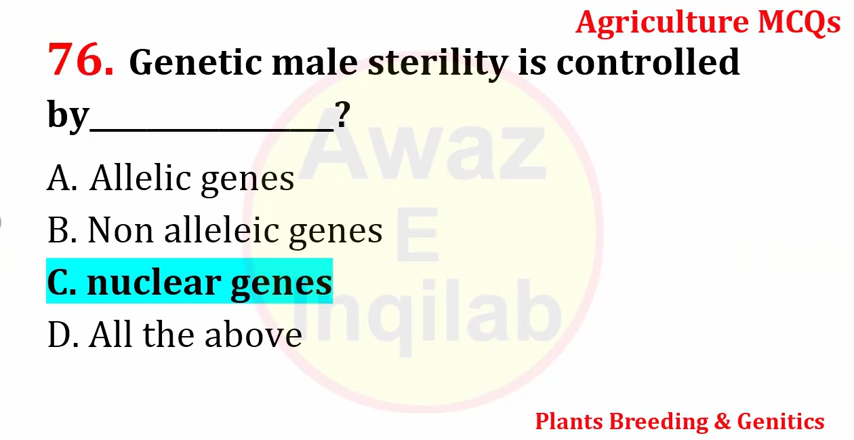 Agriculture MCQs
76. Genetic male sterility is controlled
by_________________?
A. Allelic genes
B. Non alleleic genes
C. nuclear genes
D. All the above
Awaz
E
Inqilab
Plants Breeding & Genitics